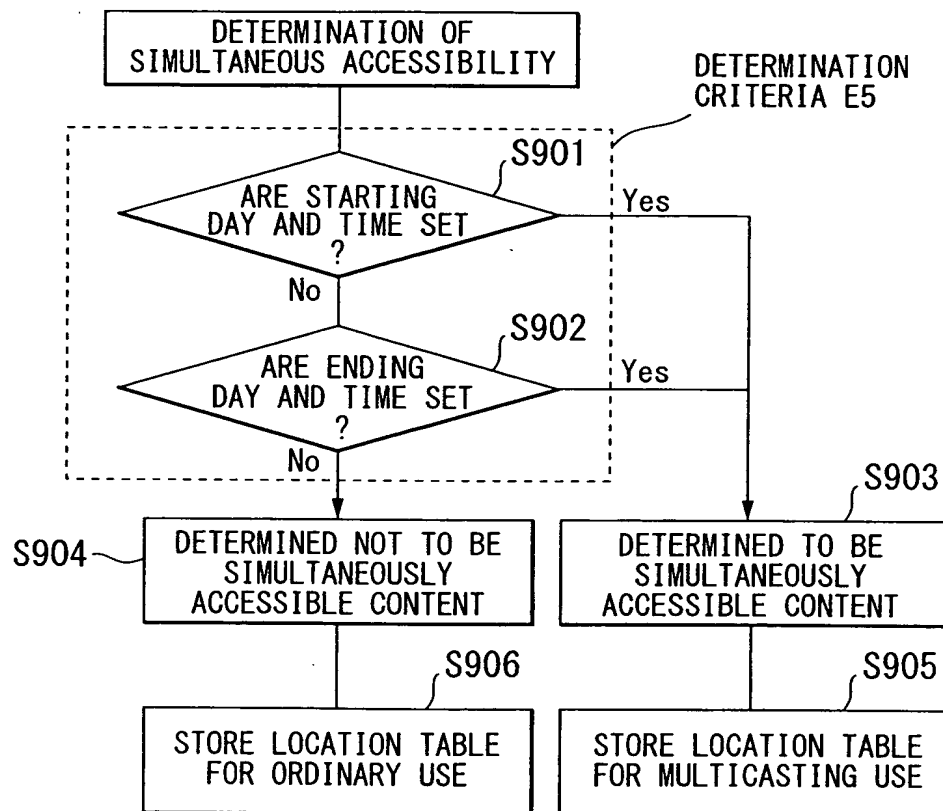 DETERMINATION OF
SIMULTANEOUS ACCESSIBILITY
DETERMINATION
CRITERIA E5
S901
ARE STARTING
DAY AND TIME SET
?
Yes
No
S902
ARE ENDING
DAY AND TIME SET
?
Yes
No
S903
S904
DETERMINED NOT TO BE
SIMULTANEOUSLY
ACCESSIBLE CONTENT
DETERMINED TO BE
SIMULTANEOUSLY
ACCESSIBLE CONTENT
S906
S905
STORE LOCATION TABLE
FOR ORDINARY USE
STORE LOCATION TABLE
FOR MULTICASTING USE